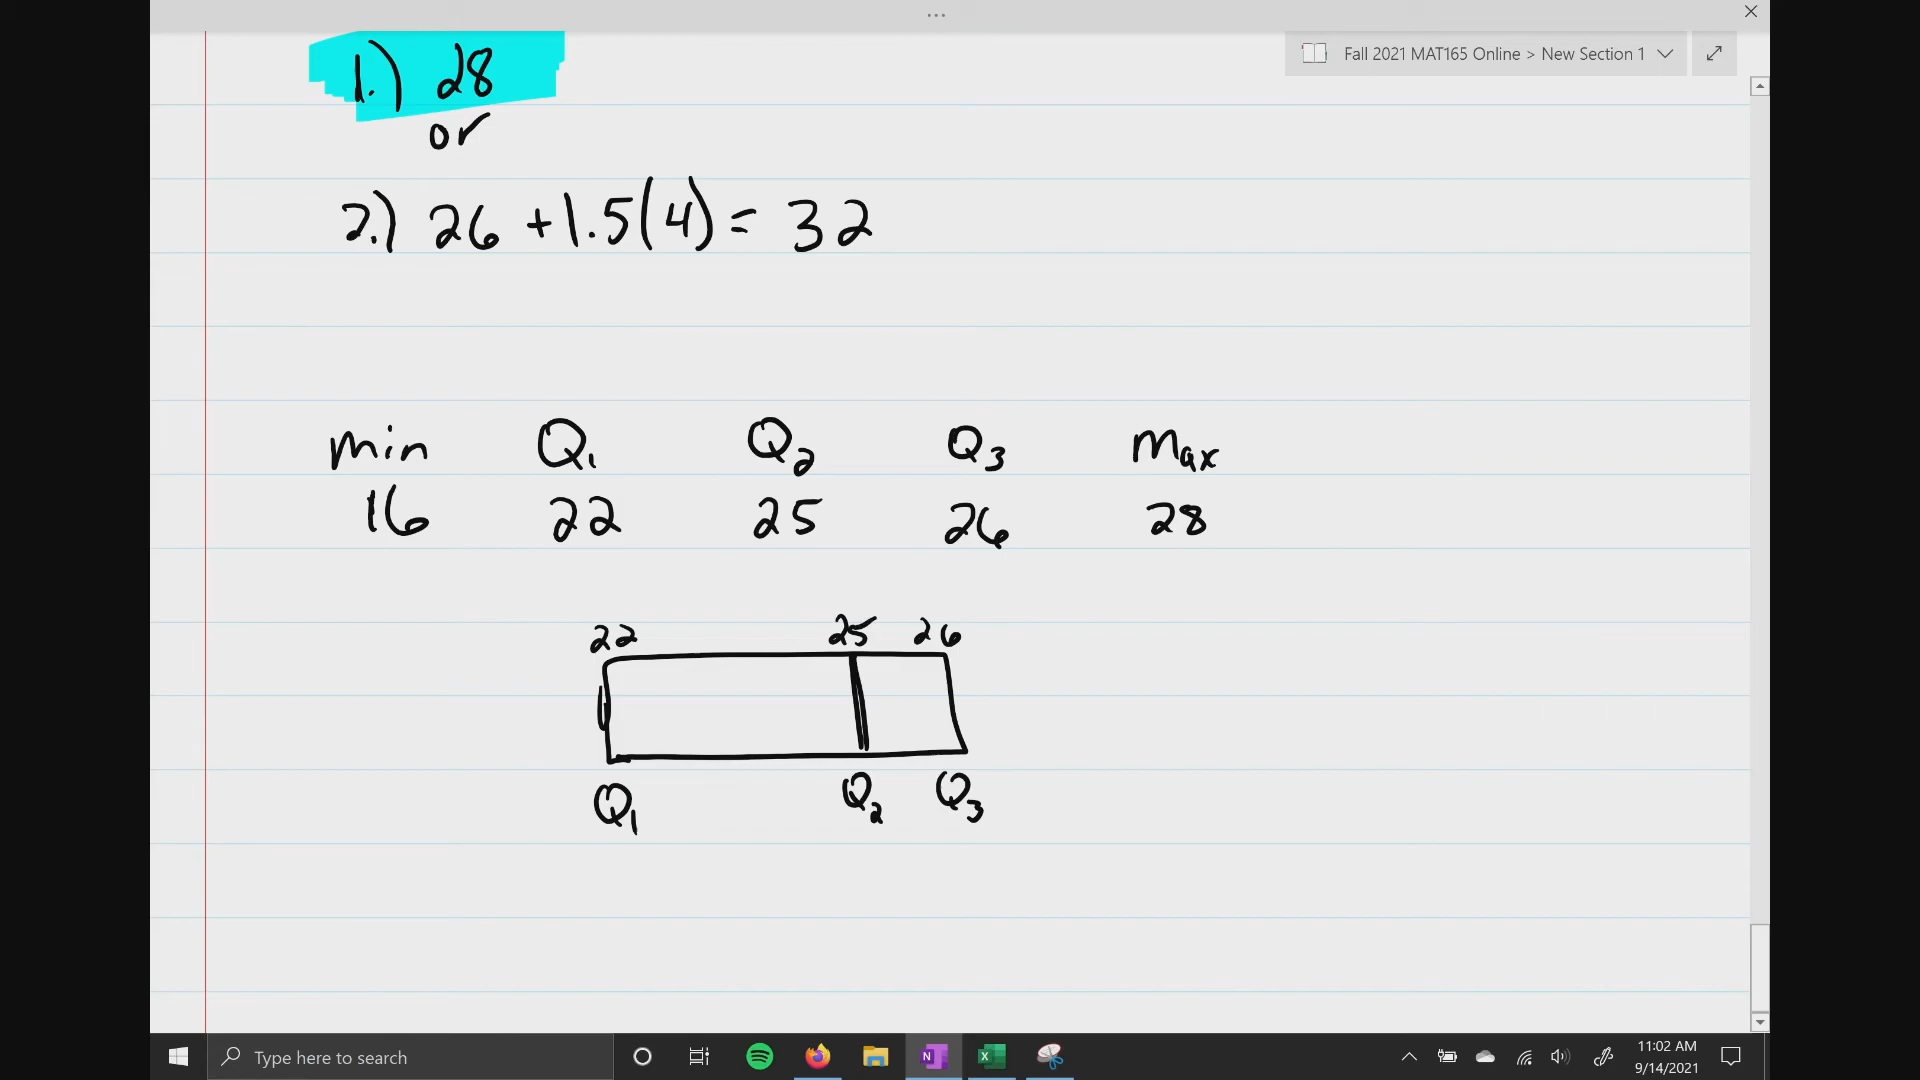 ...
Fall 2021 MAT165 Online > New Section 1
1.) 28
or
2.) 26 + 1.5(4) = 32
min Q1 Q2 Q3 Max
16 22 25 26 28
22 25 26
Q1 Q2 Q3
Type here to search
11:02 AM
9/14/2021